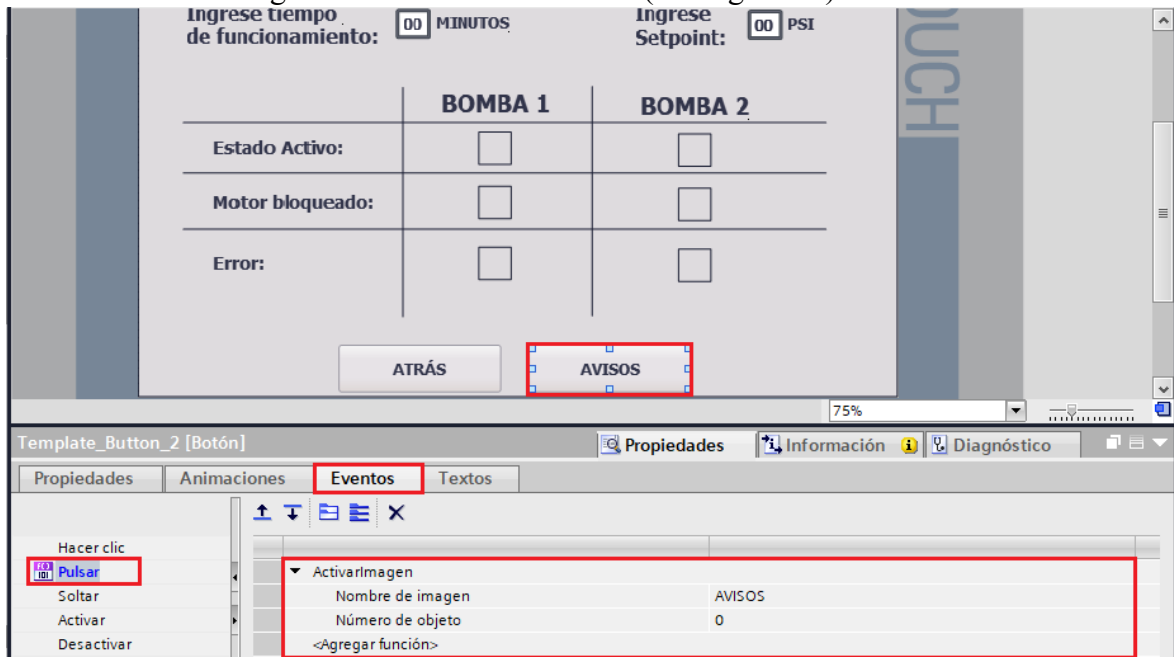 Ingrese tiempo de funcionamiento: 00 MINUTOS
Ingrese Setpoint: 00 PSI
OUCH
BOMBA 1 BOMBA 2
Estado Activo:
Motor bloqueado:
Error:
ATRÁS AVISOS
75%
Template_Button_2 [Botón] Propiedades Información Diagnóstico
Propiedades Animaciones Eventos Textos
Hacer clic
Pulsar
Soltar
Activar
Desactivar
ActivarImagen
Nombre de imagen AVISOS
Número de objeto 0
<Agregar función>